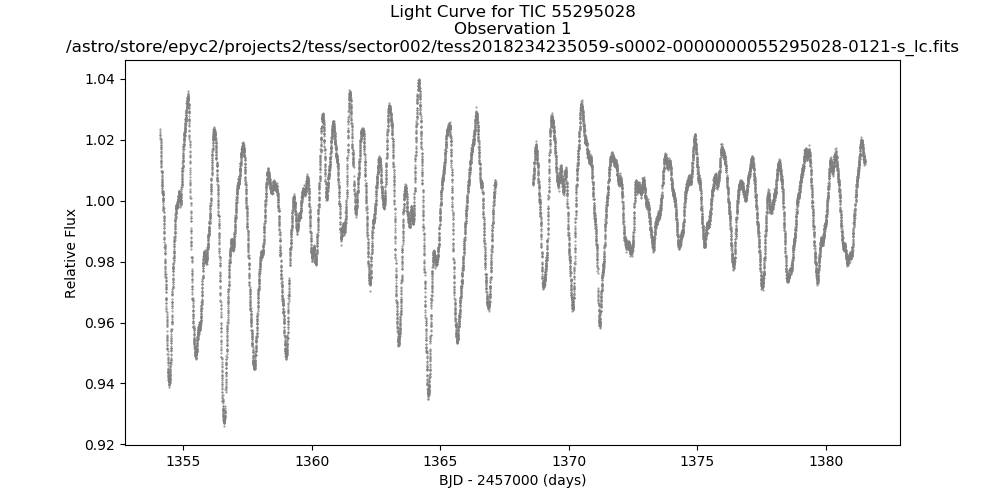 Light Curve for TIC 55295028
Observation 1
/astro/store/epyc2/projects2/tess/sector002/tess2018234235059-s0002-0000000055295028-0121-s_lc.fits
1.04
1.02
1.00
0.98
0.96
0.94
0.92
Relative Flux
1355 1360 1365 1370 1375 1380
BJD - 2457000 (days)